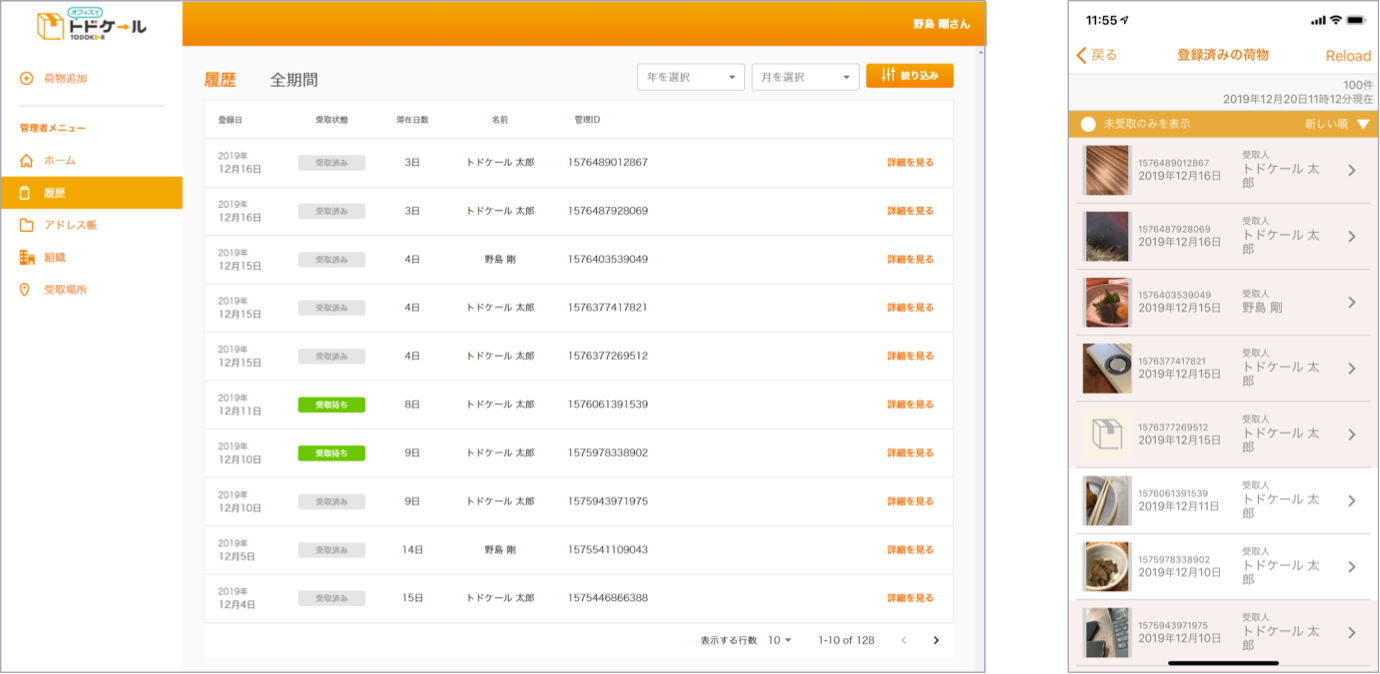 オフィスで
トドケール
TODOKE-R
野島 剛さん
荷物追加
管理者メニュー
ホーム
履歴
アドレス帳
組織
受取場所
履歴
全期間
年を選択
月を選択
絞り込み
登録日 受取状態 滞在日数 名前 管理ID
2019年
12月16日 受取済み 3日 トドケール 太郎 1576489012867 詳細を見る
2019年
12月16日 受取済み 3日 トドケール 太郎 1576487928069 詳細を見る
2019年
12月15日 受取済み 4日 野島 剛 1576403539049 詳細を見る
2019年
12月15日 受取済み 4日 トドケール 太郎 1576377417821 詳細を見る
2019年
12月15日 受取済み 4日 トドケール 太郎 1576377269512 詳細を見る
2019年
12月11日 受取待ち 8日 トドケール 太郎 1576061391539 詳細を見る
2019年
12月10日 受取待ち 9日 トドケール 太郎 1575978338902 詳細を見る
2019年
12月10日 受取済み 9日 トドケール 太郎 1575943971975 詳細を見る
2019年
12月5日 受取済み 14日 野島 剛 1575541109043 詳細を見る
2019年
12月4日 受取済み 15日 トドケール 太郎 1575446866388 詳細を見る
表示する行数 10 1-10 of 128
11:55
戻る 登録済みの荷物 Reload
100件
2019年12月20日11時12分現在
未受取のみを表示 新しい順
1576489012867
2019年12月16日
受取人
トドケール 太
郎
1576487928069
2019年12月16日
受取人
トドケール 太
郎
1576403539049
2019年12月15日
受取人
野島 剛
1576377417821
2019年12月15日
受取人
トドケール 太
郎
1576377269512
2019年12月15日
受取人
トドケール 太
郎
1576061391539
2019年12月11日
受取人
トドケール 太
郎
1575978338902
2019年12月10日
受取人
トドケール 太
郎
1575943971975
2019年12月10日
受取人
トドケール 太
郎